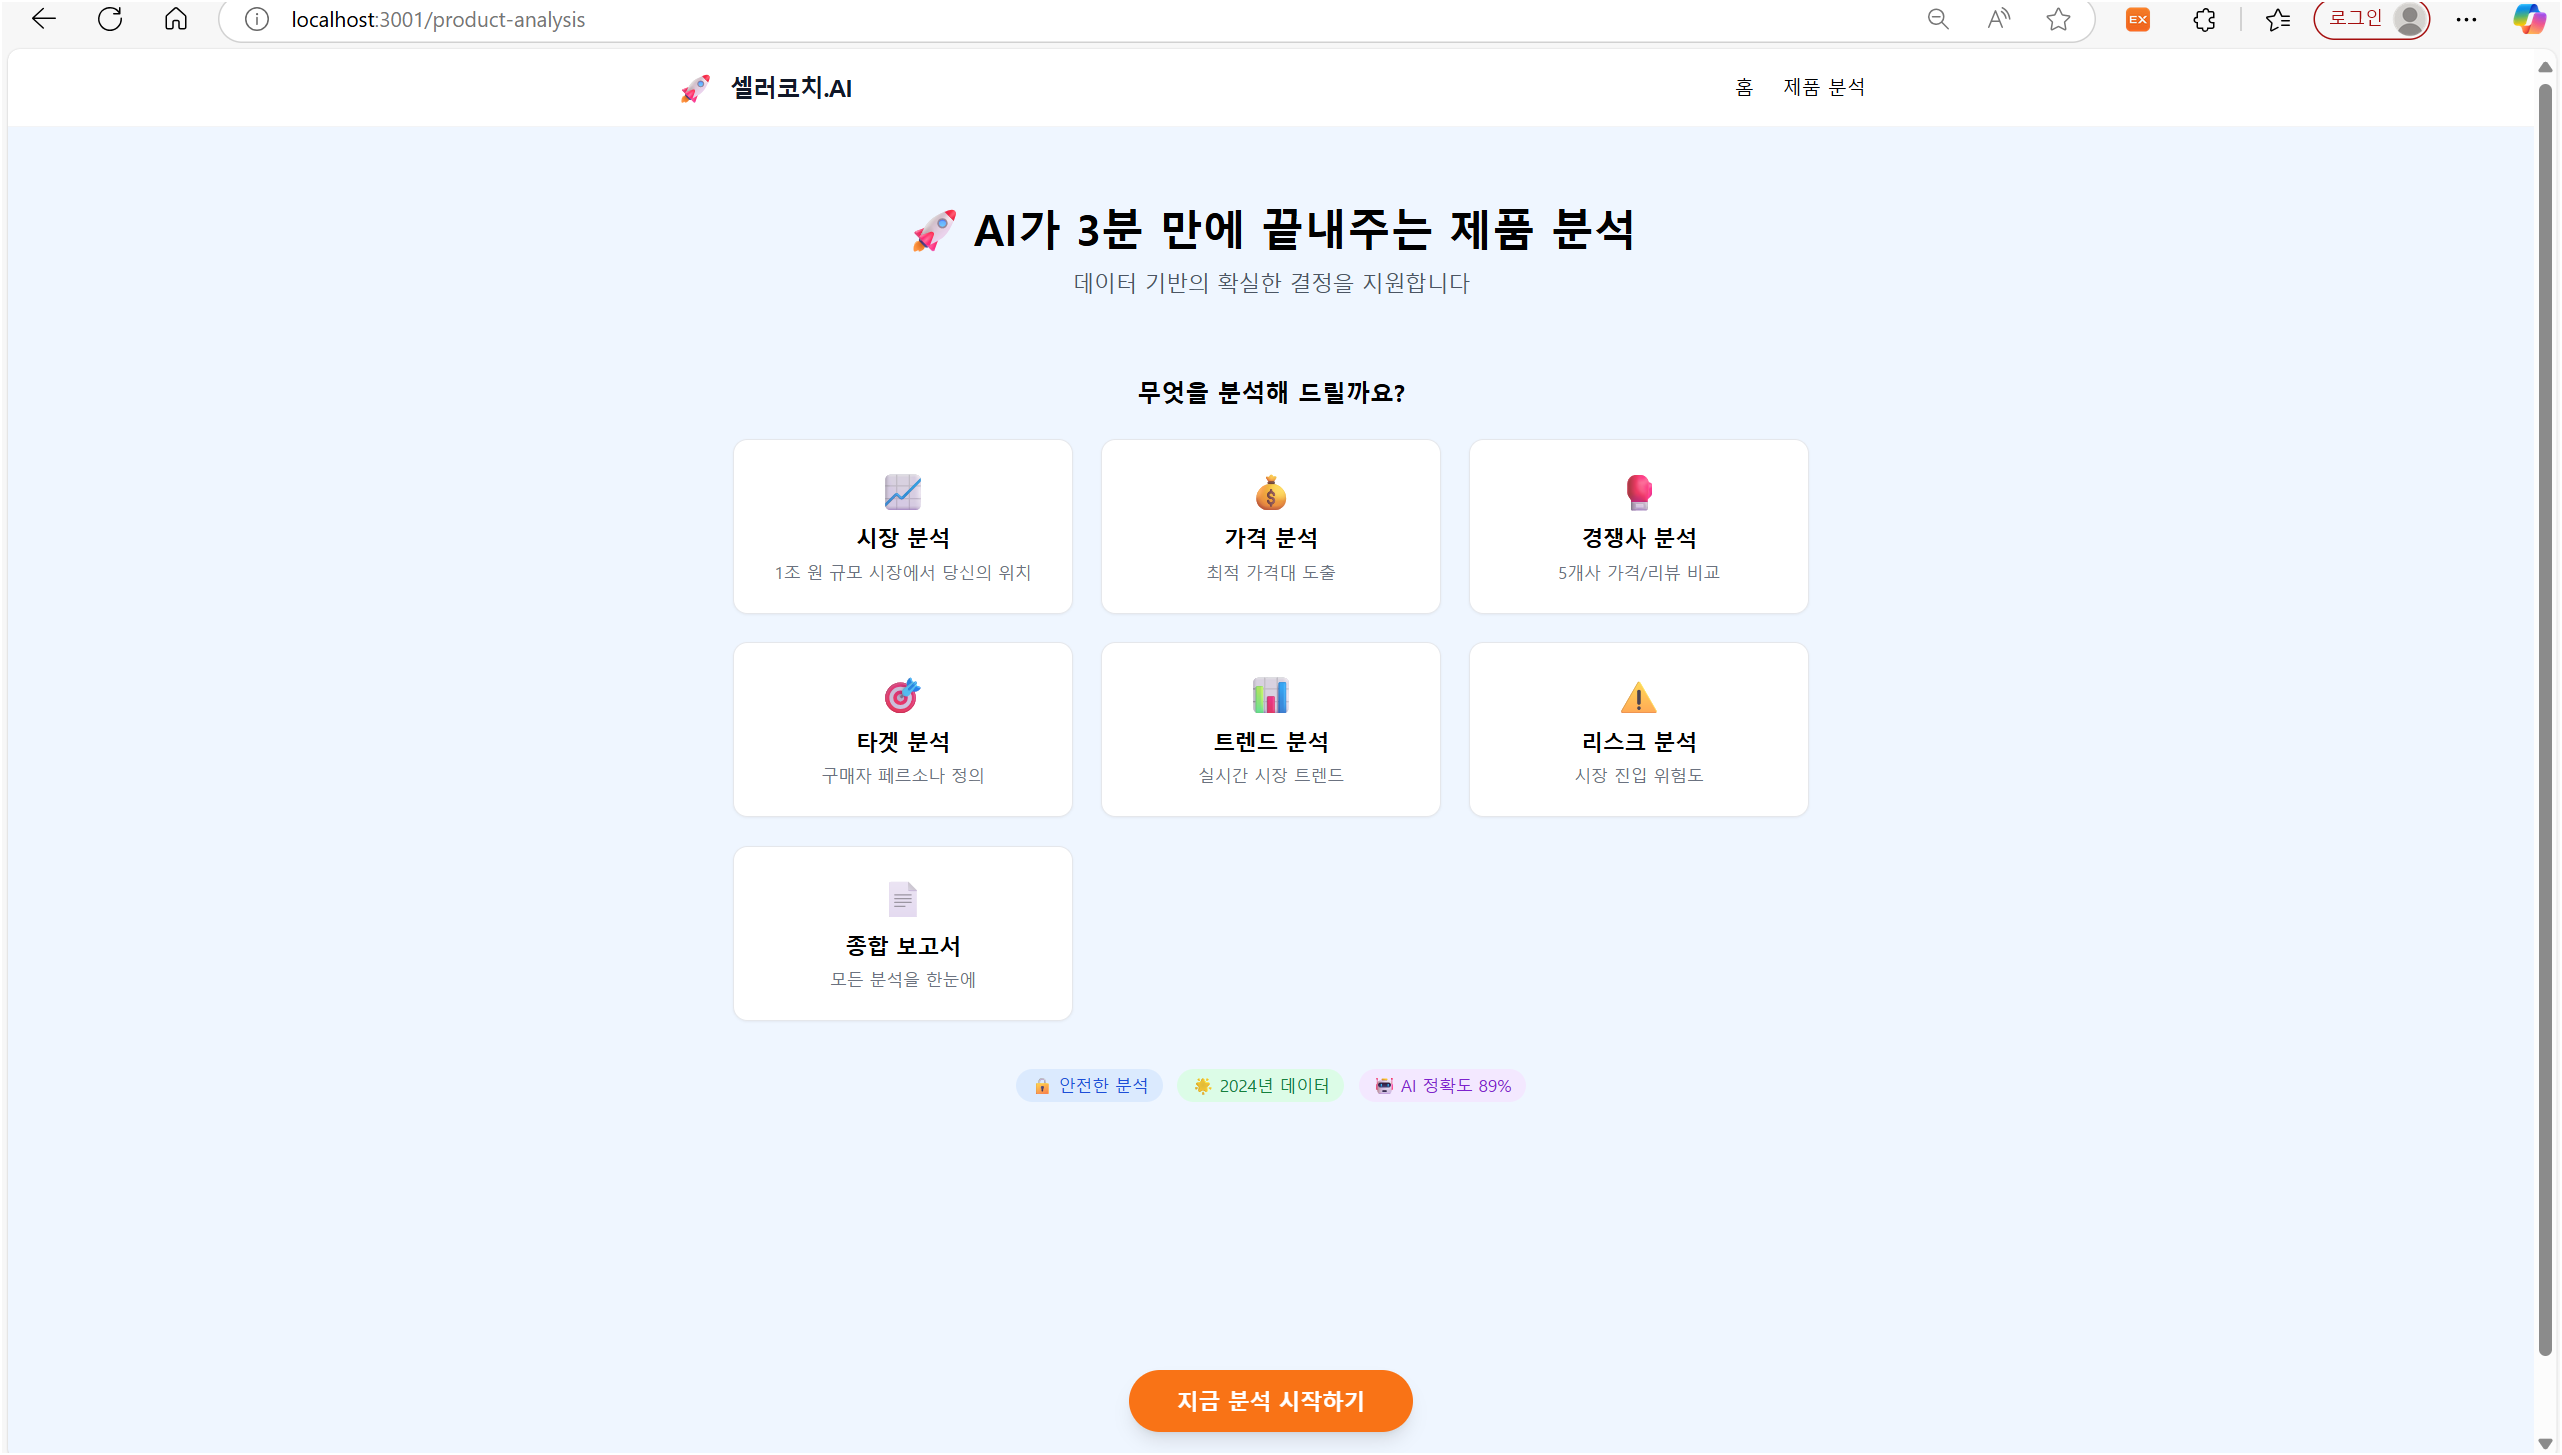 localhost:3001/product-analysis
EX
로그인
셀러코치.AI
홈 제품 분석
AI가 3분 만에 끝내주는 제품 분석
데이터 기반의 확실한 결정을 지원합니다
무엇을 분석해 드릴까요?
시장 분석
1조 원 규모 시장에서 당신의 위치
가격 분석
최적 가격대 도출
경쟁사 분석
5개사 가격/리뷰 비교
타겟 분석
구매자 페르소나 정의
트렌드 분석
실시간 시장 트렌드
리스크 분석
시장 진입 위험도
종합 보고서
모든 분석을 한눈에
안전한 분석
2024년 데이터
AI 정확도 89%
지금 분석 시작하기